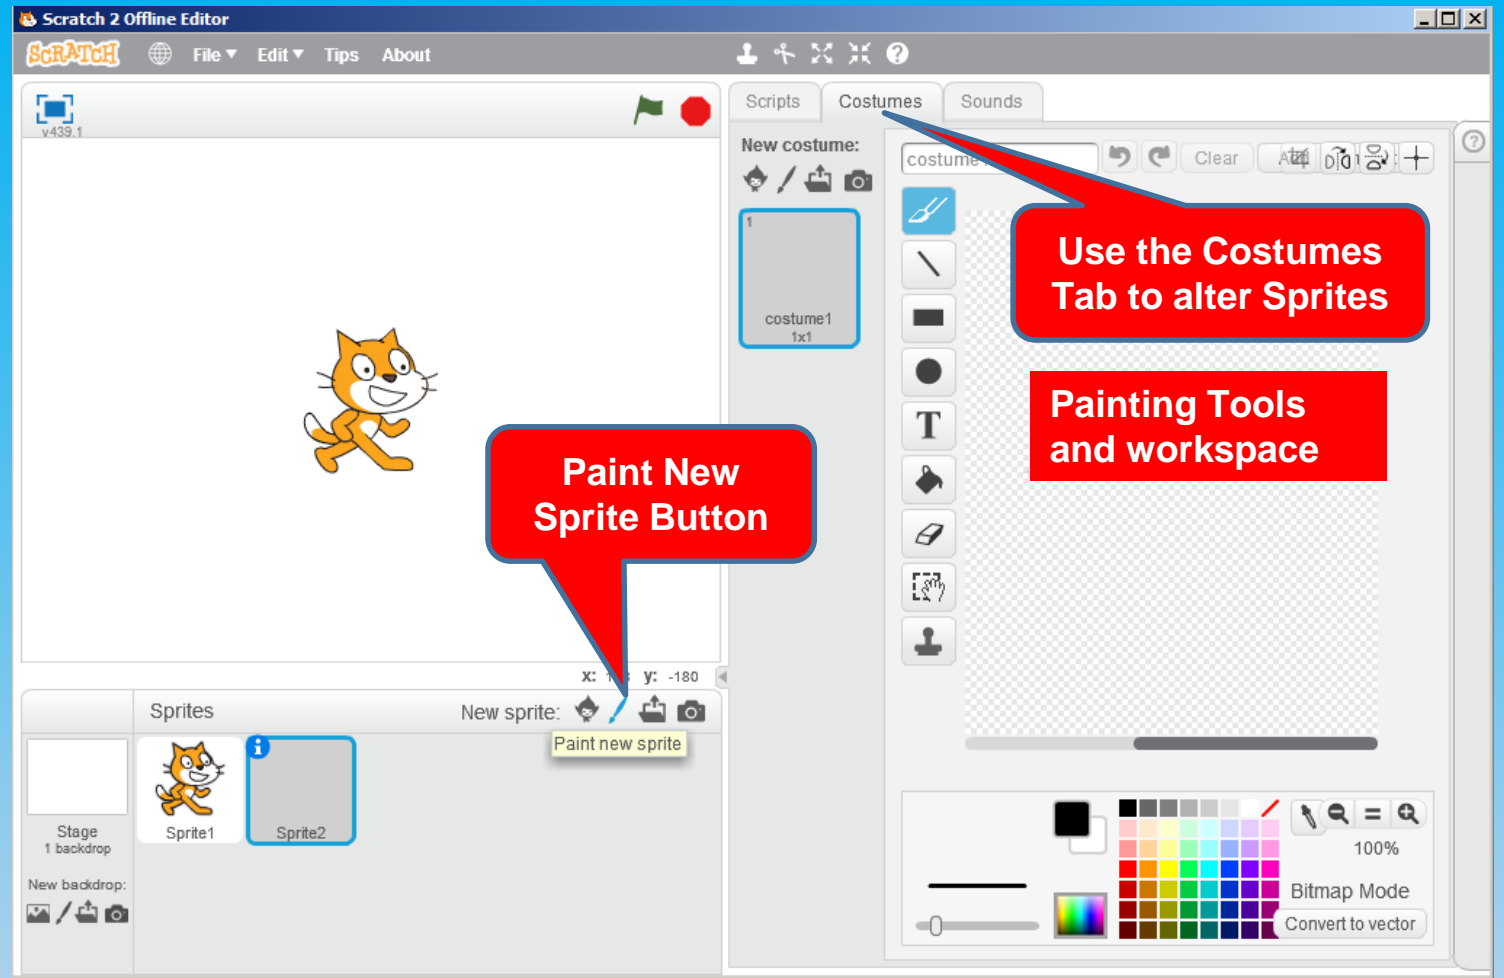 Scratch 2 Offline Editor
SCRATCH File Edit Tips About
v439.1
Scripts Costumes Sounds
New costume:
Clear
1
costume1
1x1
Use the Costumes
Tab to alter Sprites
Painting Tools
and workspace
T
Paint New
Sprite Button
x: y: -180
Sprites
New sprite:
Paint new sprite
Stage
1 backdrop
Sprite1
Sprite2
New backdrop:
100%
Bitmap Mode
Convert to vector